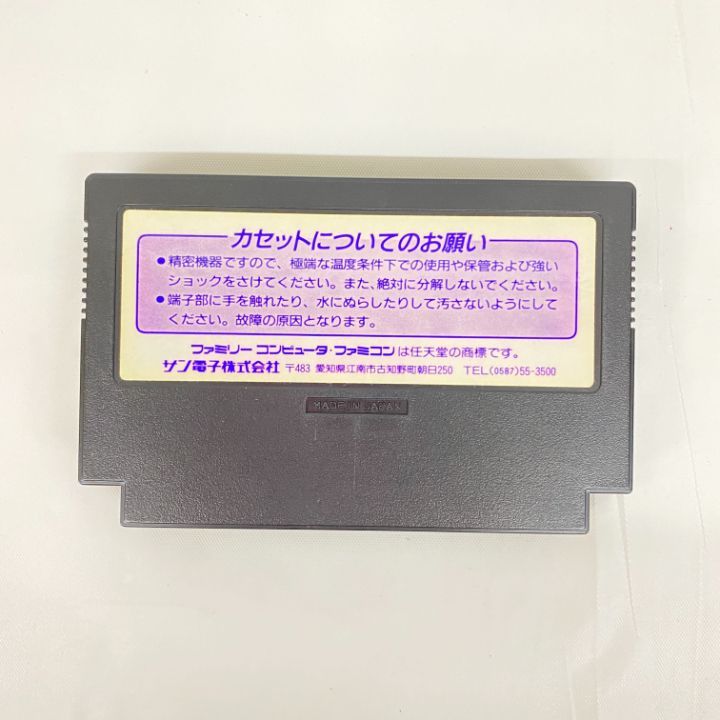 カセットについてのお願い
●精密機器ですので、極端な温度条件下での使用や保管および強い
ショックをさけてください。また、絶対に分解しないでください。
●端子部に手を触れたり、水にぬらしたりして汚さないようにして
ください。故障の原因となります。
ファミリー コンピュータ・ファミコンは任天堂の商標です。
サン電子株式会社 〒483 愛知県江南市古知野町朝日250 TEL(0587)55-3500
MADE IN JAPAN